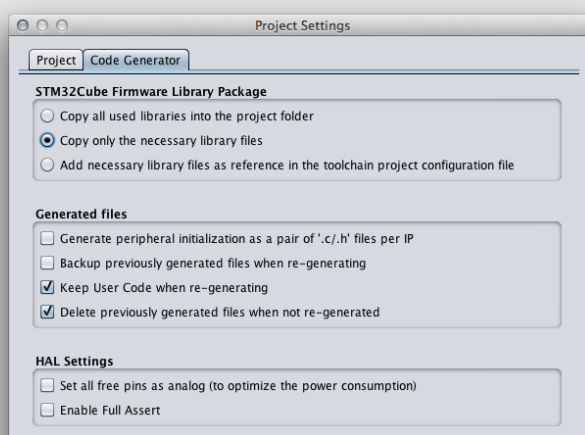 Project Settings
Project Code Generator
STM32Cube Firmware Library Package
Copy all used libraries into the project folder
Copy only the necessary library files
Add necessary library files as reference in the toolchain project configuration file
Generated files
Generate peripheral initialization as a pair of '.c/.h' files per IP
Backup previously generated files when re-generating
Keep User Code when re-generating
Delete previously generated files when not re-generated
HAL Settings
Set all free pins as analog (to optimize the power consumption)
Enable Full Assert